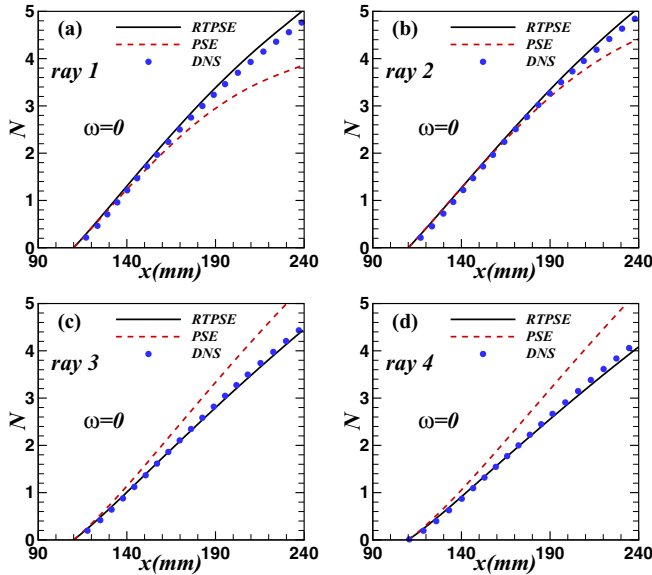 (a)
RTPSE
PSE
DNS
ray 1
ω=0
N
5
4
3
2
1
0
90 140 190 240
x(mm)
(b)
RTPSE
PSE
DNS
ray 2
ω=0
N
5
4
3
2
1
0
90 140 190 240
x(mm)
(c)
RTPSE
PSE
DNS
ray 3
ω=0
N
5
4
3
2
1
0
90 140 190 240
x(mm)
(d)
RTPSE
PSE
DNS
ray 4
ω=0
N
5
4
3
2
1
0
90 140 190 240
x(mm)